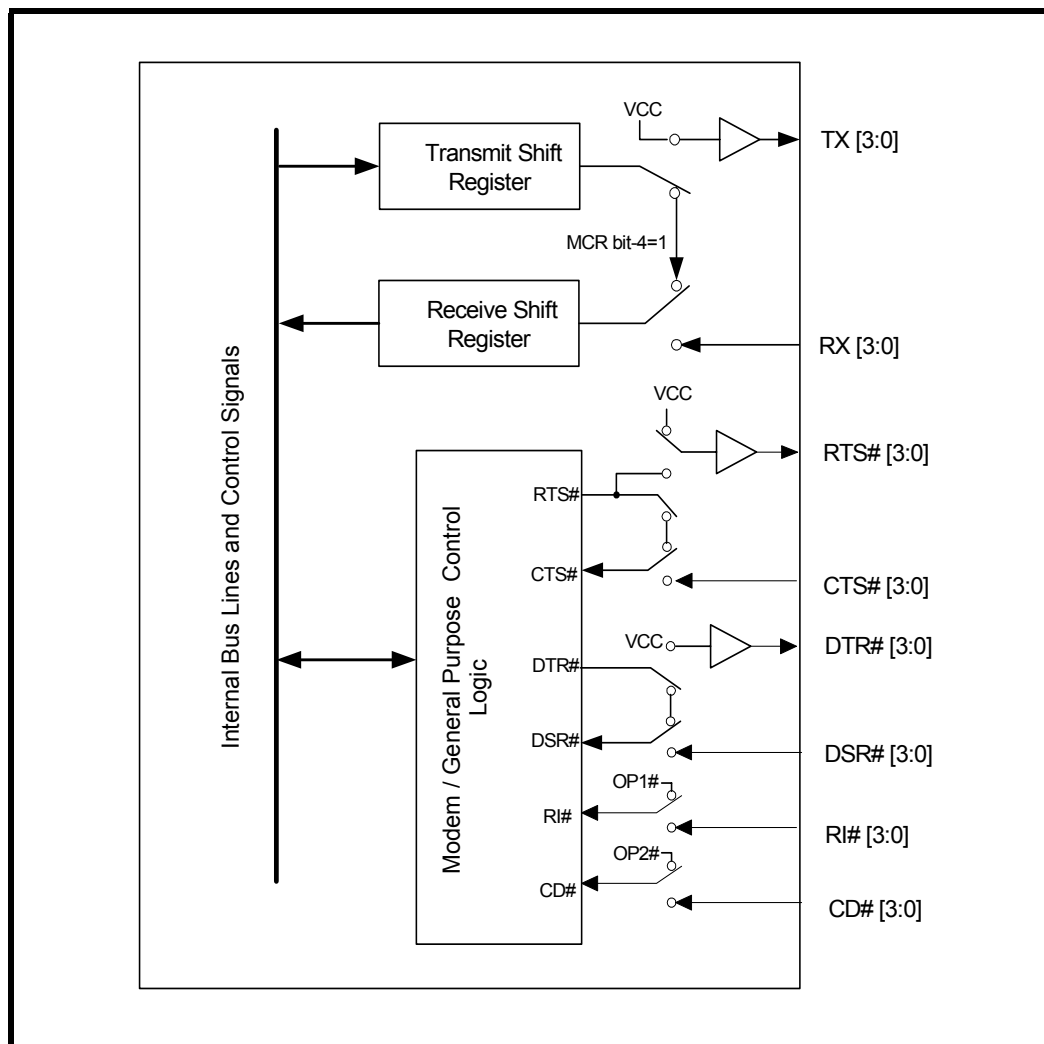 VCC
TX [3:0]
Transmit Shift
Register
MCR bit-4=1
Receive Shift
Register
RX [3:0]
Internal Bus Lines and Control Signals
VCC
RTS# [3:0]
RTS#
CTS#
CTS# [3:0]
Modem / General Purpose Control
Logic
VCC
DTR# [3:0]
DTR#
DSR#
DSR# [3:0]
OP1#
RI#
RI# [3:0]
OP2#
CD#
CD# [3:0]